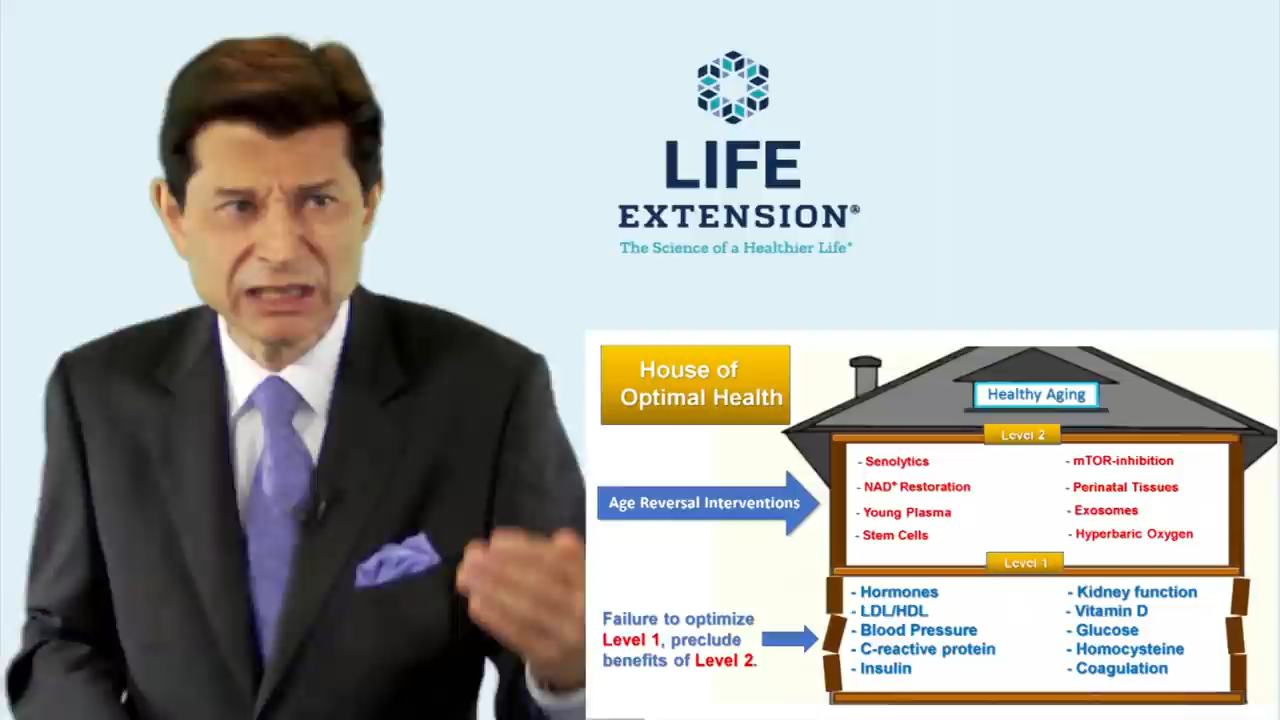 LIFE
EXTENSION®
The Science of a Healthier Life®
House of
Optimal Health
Healthy Aging
Level 2
- Senolytics
- NAD+ Restoration
- Young Plasma
- Stem Cells
- mTOR-inhibition
- Perinatal Tissues
- Exosomes
- Hyperbaric Oxygen
Age Reversal Interventions
Level 1
- Hormones
- LDL/HDL
- Blood Pressure
- C-reactive protein
- Insulin
- Kidney function
- Vitamin D
- Glucose
- Homocysteine
- Coagulation
Failure to optimize
Level 1, preclude
benefits of Level 2.